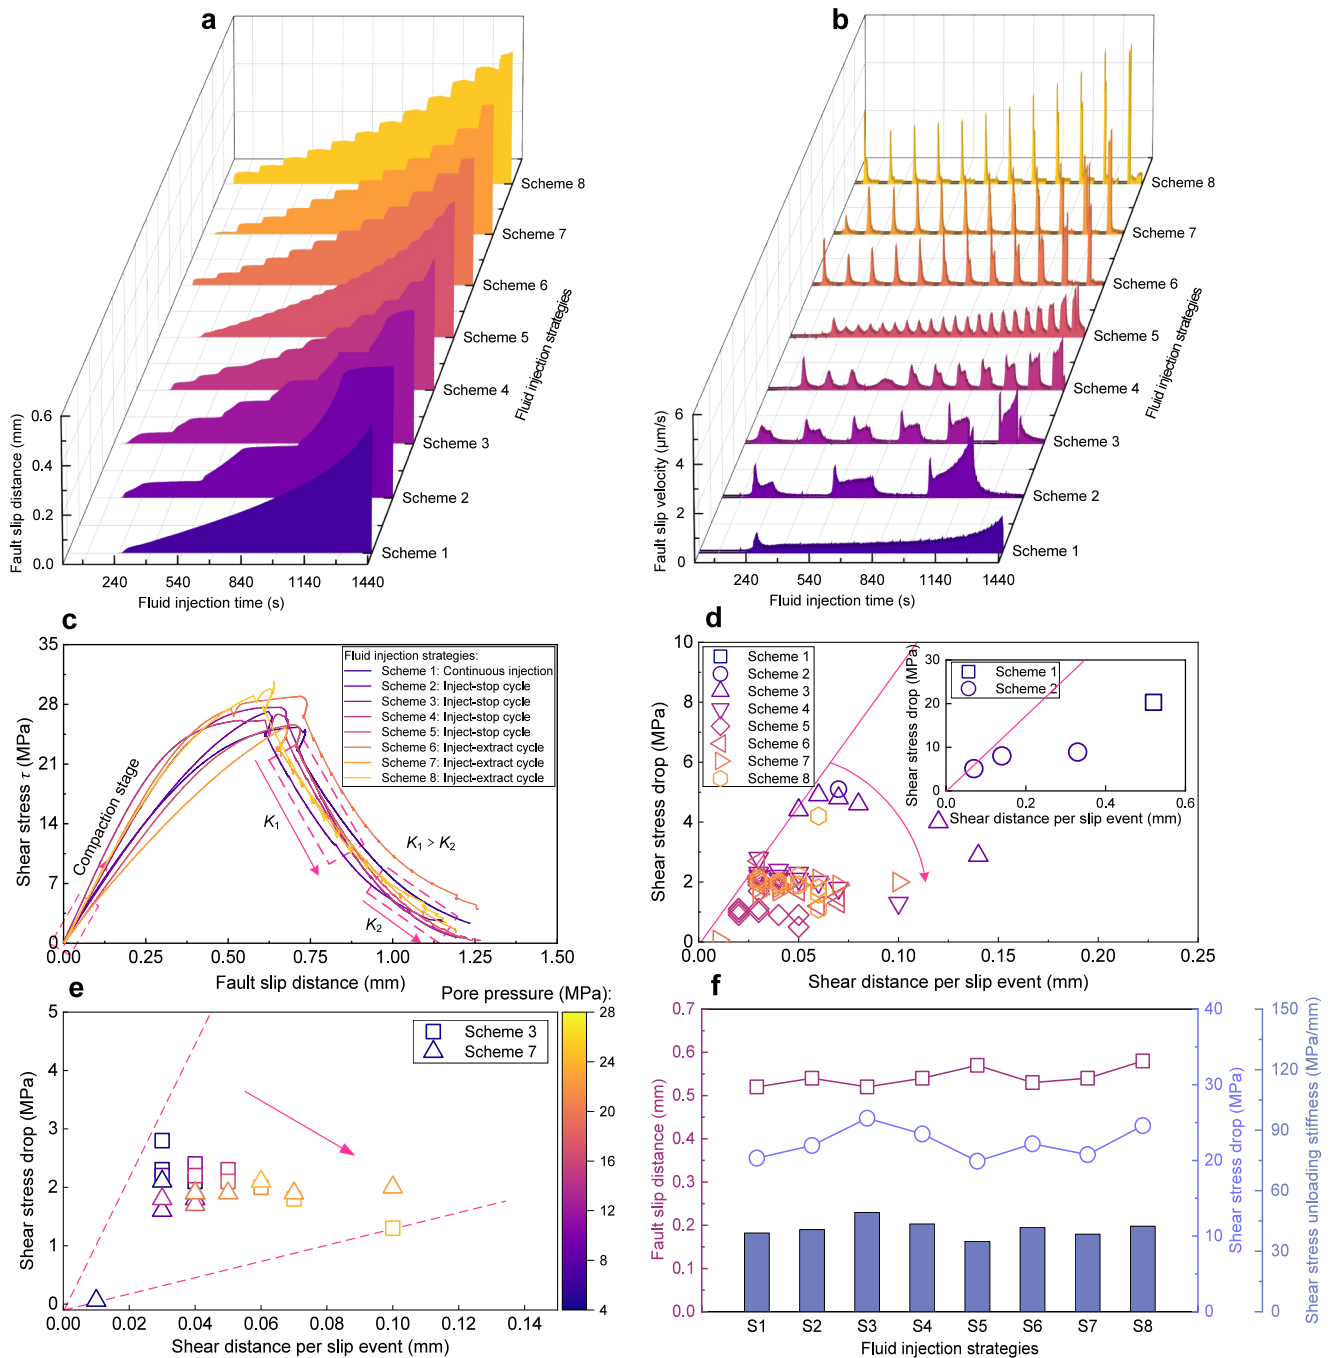 a
Scheme 8
Scheme 7
Scheme 6
Scheme 5
Scheme 4
Scheme 3
Scheme 2
Scheme 1
Fluid injection strategies
Fault slip distance (mm)
0.6
0.4
0.2
0.0
240 540 840 1140 1440
Fluid injection time (s)
b
Scheme 8
Scheme 7
Scheme 6
Scheme 5
Scheme 4
Scheme 3
Scheme 2
Scheme 1
Fluid injection strategies
Fault slip velocity (μm/s)
6
4
2
0
240 540 840 1140 1440
Fluid injection time (s)
c
Shear stress τ (MPa)
35
28
21
14
7
0
0.00 0.25 0.50 0.75 1.00 1.25 1.50
Fault slip distance (mm)
Fluid injection strategies:
Scheme 1: Continuous injection
Scheme 2: Inject-stop cycle
Scheme 3: Inject-stop cycle
Scheme 4: Inject-stop cycle
Scheme 5: Inject-stop cycle
Scheme 6: Inject-extract cycle
Scheme 7: Inject-extract cycle
Scheme 8: Inject-extract cycle
Compaction stage
K1
K1 > K2
K2
d
Shear stress drop (MPa)
10
8
6
4
2
0
0.00 0.05 0.10 0.15 0.20 0.25
Shear distance per slip event (mm)
Scheme 1
Scheme 2
Scheme 3
Scheme 4
Scheme 5
Scheme 6
Scheme 7
Scheme 8
Shear stress drop (MPa)
30
20
10
0
0.0 0.2 0.4 0.6
Shear distance per slip event (mm)
Scheme 1
Scheme 2
e
Pore pressure (MPa):
28
24
20
16
12
8
4
Scheme 3
Scheme 7
Shear stress drop (MPa)
5
4
3
2
1
0
0.00 0.02 0.04 0.06 0.08 0.10 0.12 0.14
Shear distance per slip event (mm)
f
Fault slip distance (mm)
0.7
0.6
0.5
0.4
0.3
0.2
0.1
0.0
S1 S2 S3 S4 S5 S6 S7 S8
Fluid injection strategies
Shear stress drop (MPa)
40
30
20
10
0
Shear stress unloading stiffness (MPa/mm)
150
120
90
60
30
0